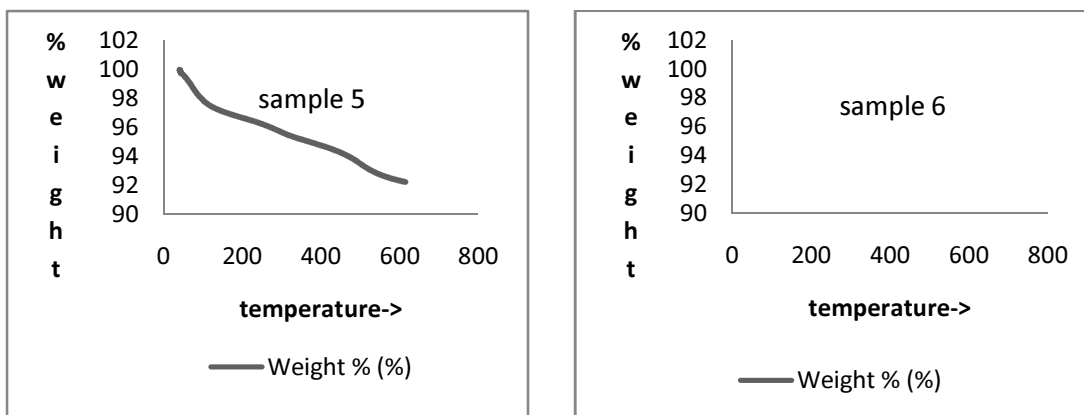 %
w
e
i
g
h
t
102
100
98
96
94
92
90
sample 5
0 200 400 600 800
temperature->
Weight % (%)
%
w
e
i
g
h
t
102
100
98
96
94
92
90
sample 6
0 200 400 600 800
temperature->
Weight % (%)